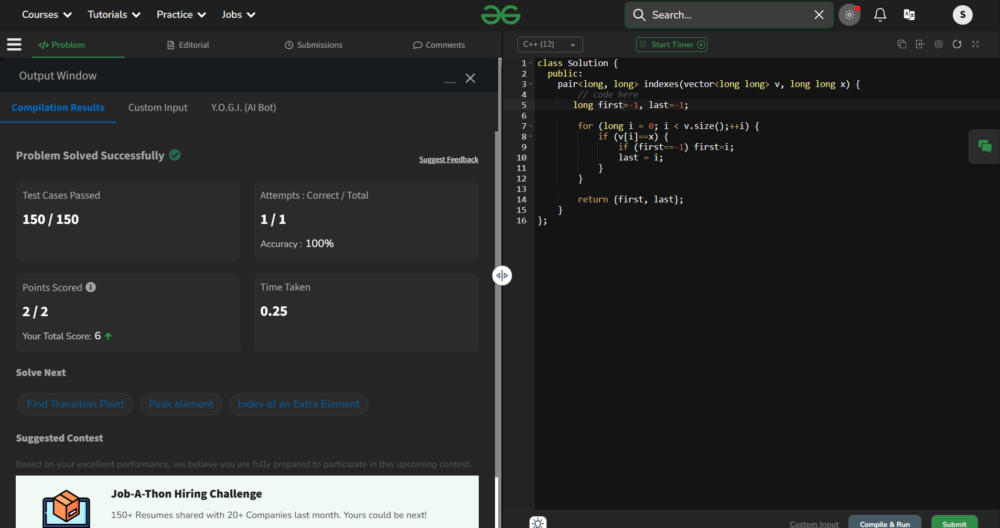 Courses Tutorials Practice Jobs Search... S
Problem Editorial Submissions Comments C++ (12) Start Timer
Output Window
Compilation Results Custom Input Y.O.G.I. (AI Bot)
Problem Solved Successfully Suggest Feedback
Test Cases Passed
150 / 150
Attempts : Correct / Total
1 / 1
Accuracy : 100%
Points Scored
2 / 2
Your Total Score: 6
Time Taken
0.25
Solve Next
Find Transition Point Peak element Index of an Extra Element
Suggested Contest
Based on your excellent performance, we believe you are fully prepared to participate in this upcoming contest.
Job-A-Thon Hiring Challenge
150+ Resumes shared with 20+ Companies last month. Yours could be next!
1 class Solution {
2 public:
3 pair<long, long> indexes(vector<long long> v, long long x) {
4 // code here
5 long first=-1, last=-1;
6
7 for (long i = 0; i < v.size();++i) {
8 if (v[i]==x) {
9 if (first==-1) first=i;
10 last = i;
11 }
12 }
13
14 return {first, last};
15 }
16 };
Custom Input Compile & Run Submit